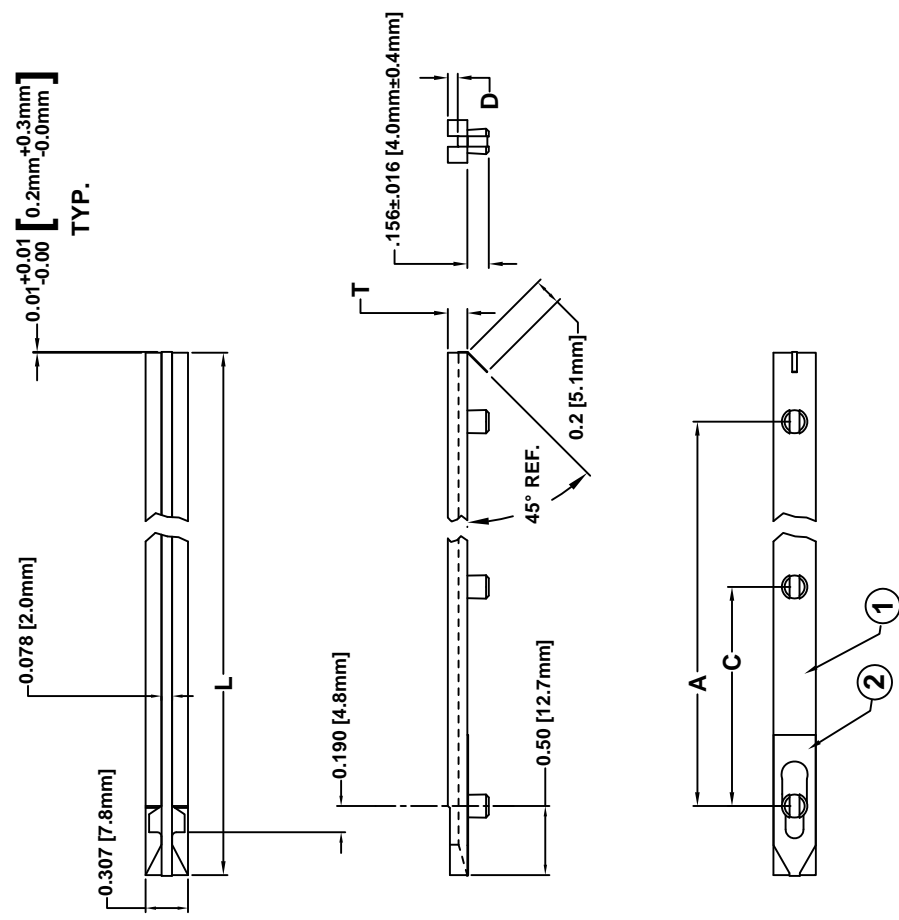 0.01+0.01
-0.00
[0.2mm+0.3mm
-0.0mm]
TYP.
0.078 [2.0mm]
L
0.190 [4.8mm]
0.307 [7.8mm]
.156±.016 [4.0mm±0.4mm]
D
T
0.2 [5.1mm]
45° REF.
0.50 [12.7mm]
A
C
1
2